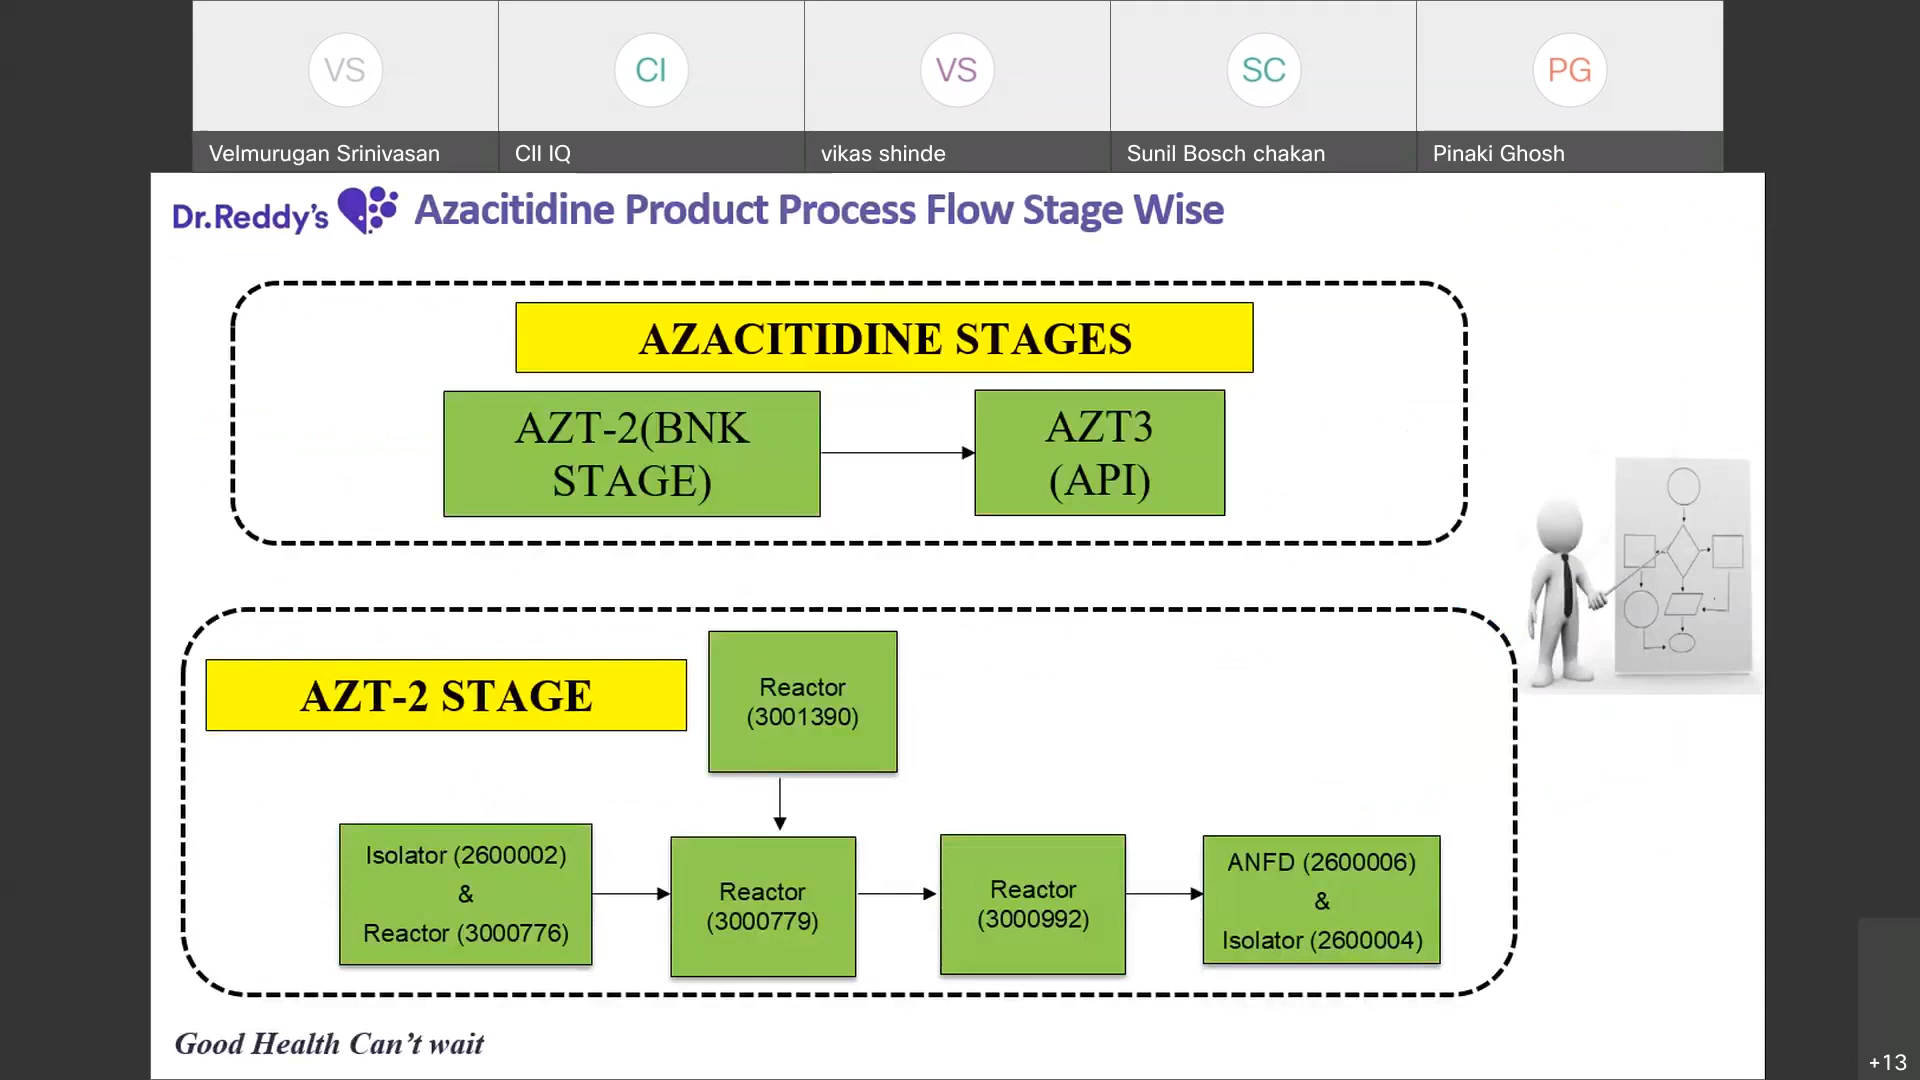 VS
CI
VS
SC
PG
Velmurugan Srinivasan
CII IQ
vikas shinde
Sunil Bosch chakan
Pinaki Ghosh
Dr.Reddy's
Azacitidine Product Process Flow Stage Wise
AZACITIDINE STAGES
AZT-2(BNK
STAGE)
AZT3
(API)
AZT-2 STAGE
Reactor
(3001390)
Isolator (2600002)
&
Reactor (3000776)
Reactor
(3000779)
Reactor
(3000992)
ANFD (2600006)
&
Isolator (2600004)
Good Health Can't wait
+13